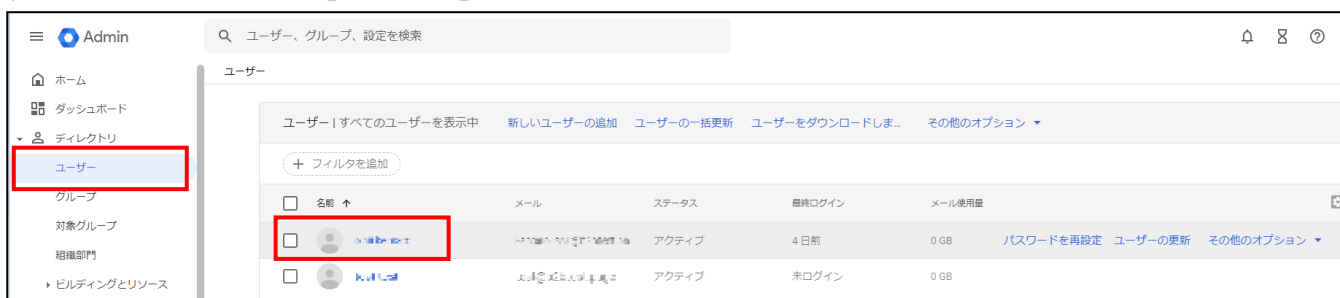 Admin
ユーザー、グループ、設定を検索
ホーム
ダッシュボード
ディレクトリ
ユーザー
グループ
対象グループ
組織部門
ビルディングとリソース
ユーザー
ユーザー | すべてのユーザーを表示中 新しいユーザーの追加 ユーザーの一括更新 ユーザーをダウンロードしま... その他のオプション
+ フィルタを追加
名前 メール ステータス 最終ログイン メール使用量
アクティブ 4 日前 0 GB パスワードを再設定 ユーザーの更新 その他のオプション
アクティブ 未ログイン 0 GB